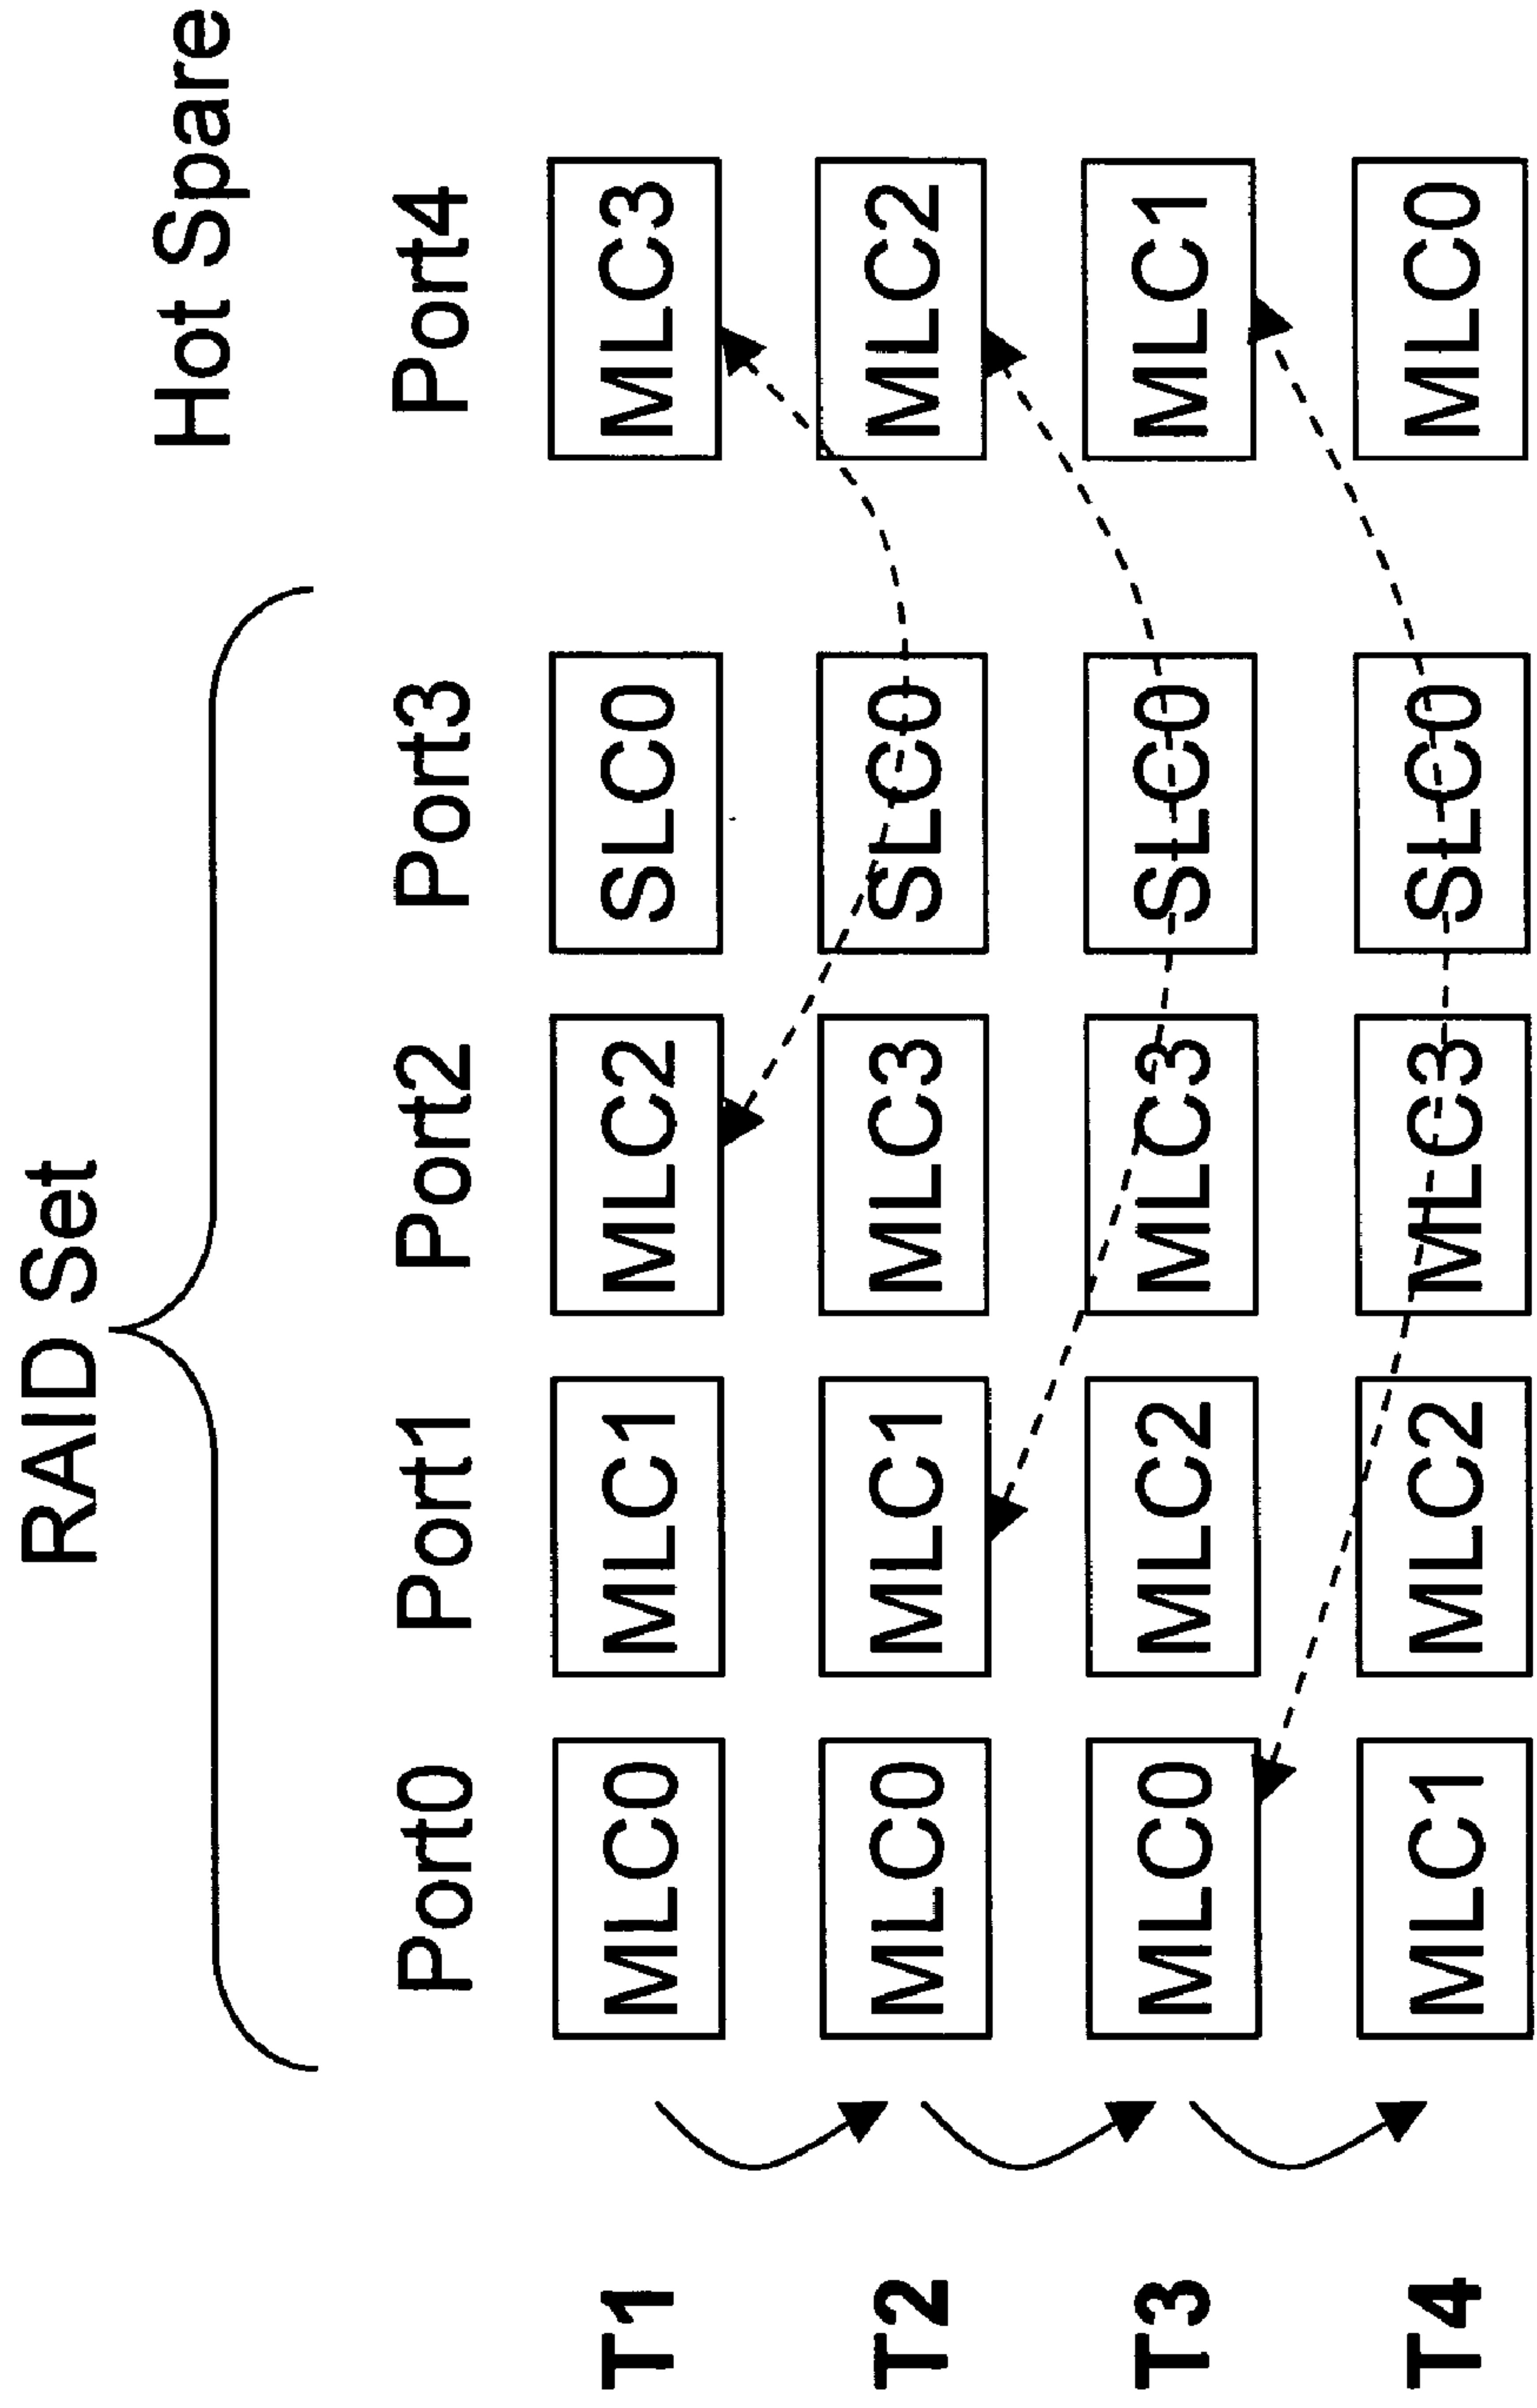 RAID Set
Hot Spare
Port0 Port1 Port2 Port3 Port4
T1 MLC0 MLC1 MLC2 SLC0 MLC3
T2 MLC0 MLC1 MLC3 SLC0 MLC2
T3 MLC0 MLC2 MLC3 SLC0 MLC1
T4 MLC1 MLC2 MLC3 SLC0 MLC0